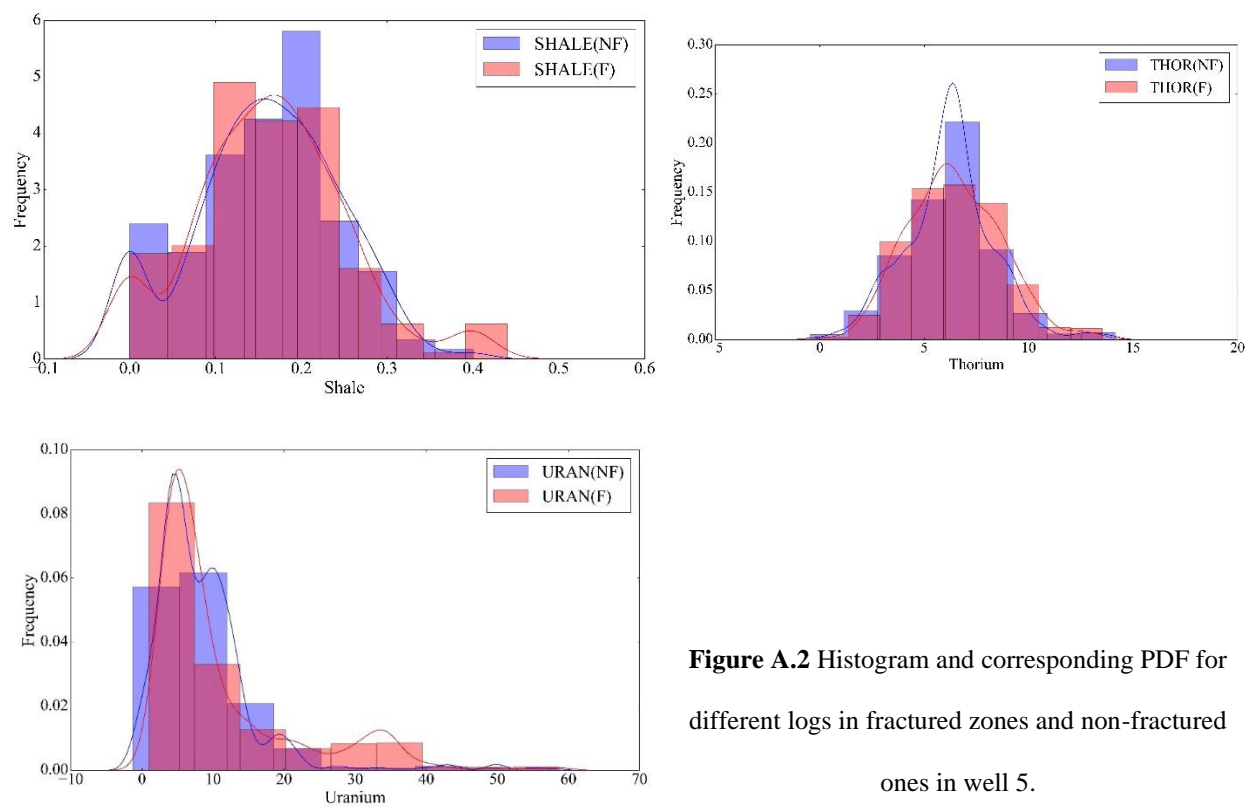 6
5
4
3
2
1
0
Frequency
SHALE(NF)
SHALE(F)
−0.1 0.0 0.1 0.2 0.3 0.4 0.5 0.6
Shale
0.30
0.25
0.20
0.15
0.10
0.05
0.00
Frequency
THOR(NF)
THOR(F)
5 0 5 10 15 20
Thorium
0.10
0.08
0.06
0.04
0.02
0.00
Frequency
URAN(NF)
URAN(F)
−10 0 10 20 30 40 50 60 70
Uranium
Figure A.2 Histogram and corresponding PDF for
different logs in fractured zones and non-fractured
ones in well 5.